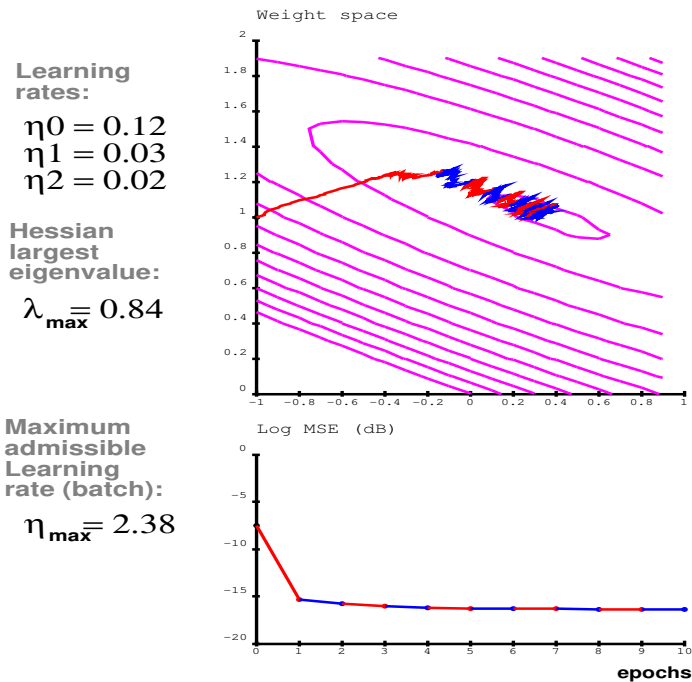 Weight space
Learning
rates:
η0 = 0.12
η1 = 0.03
η2 = 0.02
Hessian
largest
eigenvalue:
λmax= 0.84
2
1.8
1.6
1.4
1.2
1
0.8
0.6
0.4
0.2
0
-1 -0.8 -0.6 -0.4 -0.2 0 0.2 0.4 0.6 0.8 1
Maximum
admissible
Learning
rate (batch):
ηmax= 2.38
Log MSE (dB)
0
-5
-10
-15
-20
0 1 2 3 4 5 6 7 8 9 10
epochs